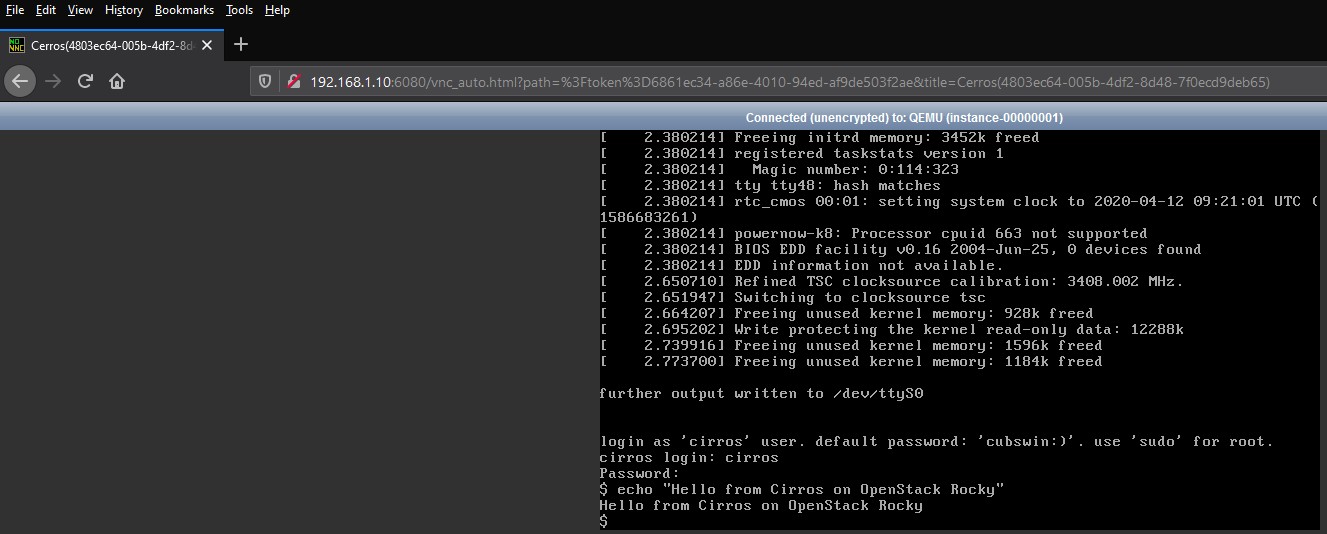 File Edit View History Bookmarks Tools Help
Cerros(4803ec64-005b-4df2-8d
192.168.1.10:6080/vnc_auto.html?path=%3Ftoken%3D6861ec34-a86e-4010-94ed-af9de503f2ae&title=Cerros(4803ec64-005b-4df2-8d48-7f0ecd9deb65)
Connected (unencrypted) to: QEMU (instance-00000001)
[    2.380214] Freeing initrd memory: 3452k freed
[    2.380214] registered taskstats version 1
[    2.380214]   Magic number: 0:114:323
[    2.380214] tty tty48: hash matches
[    2.380214] rtc_cmos 00:01: setting system clock to 2020-04-12 09:21:01 UTC (
1586683261)
[    2.380214] powernow-k8: Processor cpuid 663 not supported
[    2.380214] BIOS EDD facility v0.16 2004-Jun-25, 0 devices found
[    2.380214] EDD information not available.
[    2.650710] Refined TSC clocksource calibration: 3408.002 MHz.
[    2.651947] Switching to clocksource tsc
[    2.664207] Freeing unused kernel memory: 928k freed
[    2.695202] Write protecting the kernel read-only data: 12288k
[    2.739916] Freeing unused kernel memory: 1596k freed
[    2.773700] Freeing unused kernel memory: 1184k freed
further output written to /dev/ttyS0
login as 'cirros' user. default password: 'cubswin:)'. use 'sudo' for root.
cirros login: cirros
Password:
$ echo "Hello from Cirros on OpenStack Rocky"
Hello from Cirros on OpenStack Rocky
$